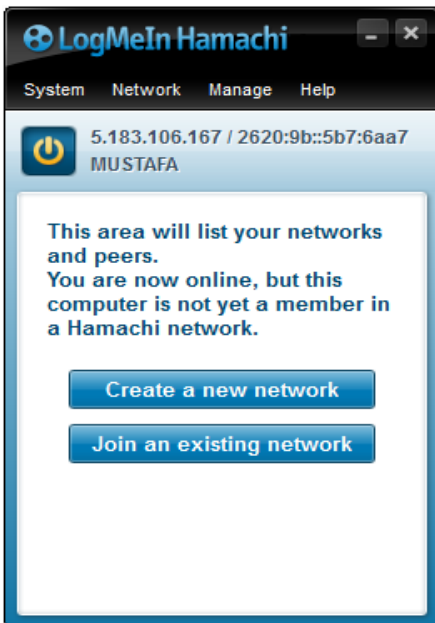 LogMeIn Hamachi
System Network Manage Help
5.183.106.167 / 2620:9b::5b7:6aa7
MUSTAFA
This area will list your networks
and peers.
You are now online, but this
computer is not yet a member in
a Hamachi network.
Create a new network
Join an existing network